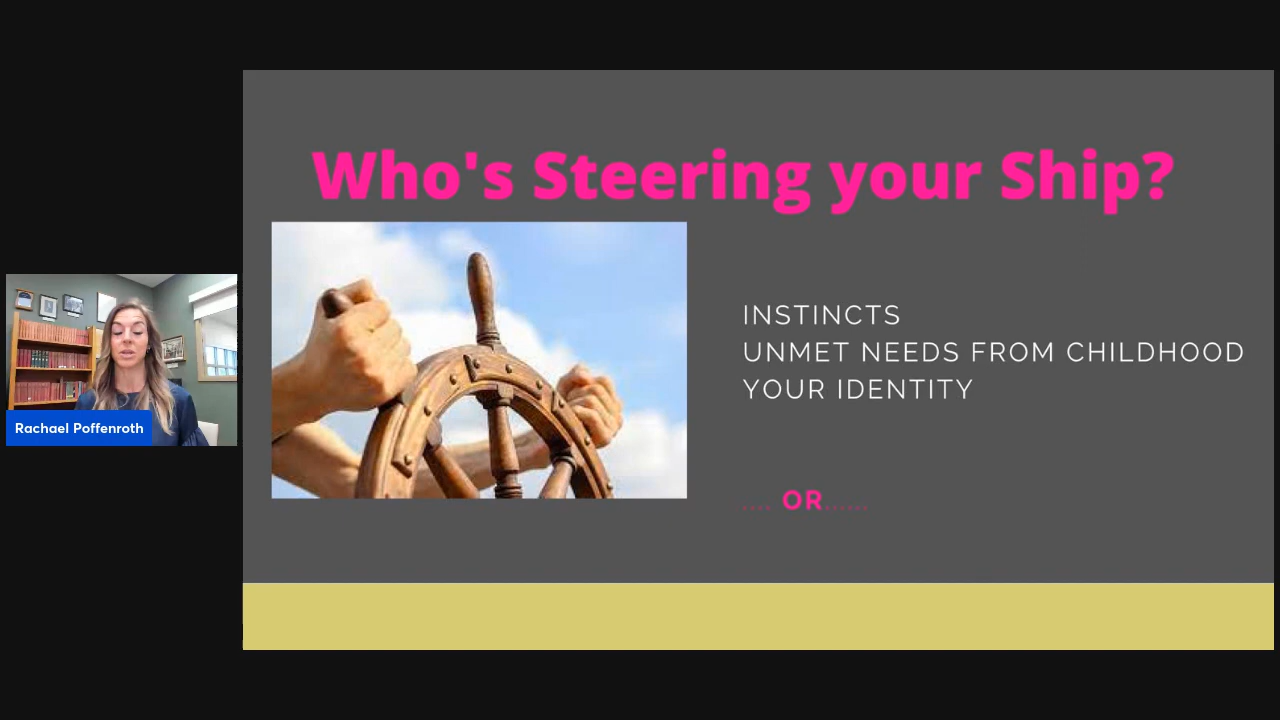 Who's Steering your Ship?
INSTINCTS
UNMET NEEDS FROM CHILDHOOD
YOUR IDENTITY
.... OR......
Rachael Poffenroth